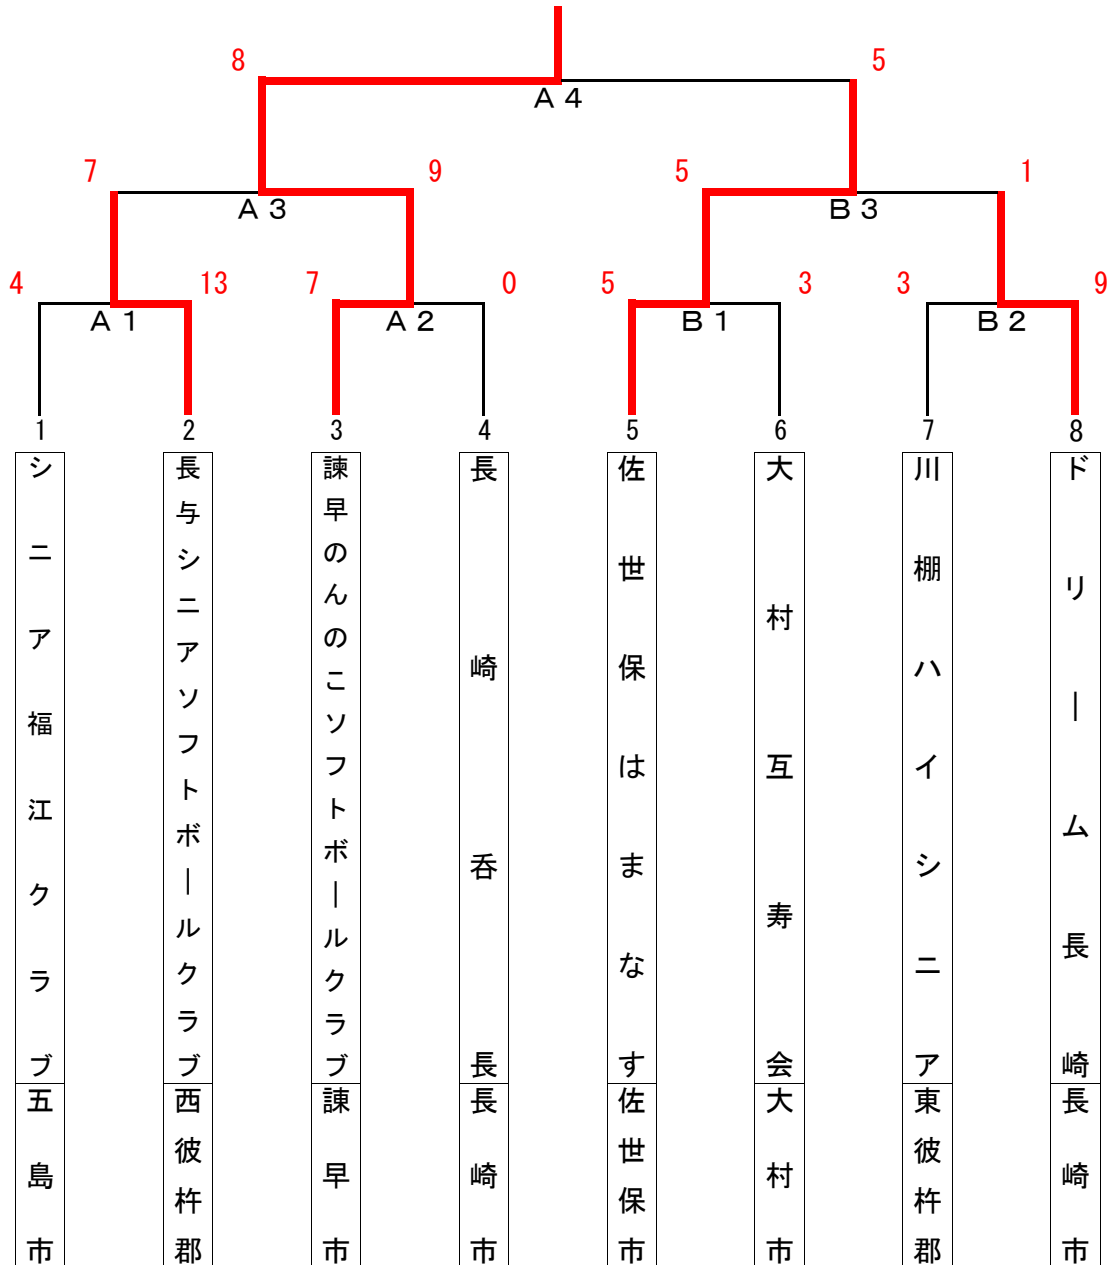 8 5
Ａ４
7 9 5 1
Ａ３ Ｂ３
4 13 7 0 5 3 3 9
Ａ１ Ａ２ Ｂ１ Ｂ２
1 2 3 4 5 6 7 8
シニア福江クラブ
五島市
長与シニアソフトボールクラブ
西彼杵郡
諫早のんのこソフトボールクラブ
諫早市
長崎呑長
長崎市
佐世保はまなす
佐世保市
大村互寿会
大村市
川棚ハイシニア
東彼杵郡
ドリーム長崎
長崎市